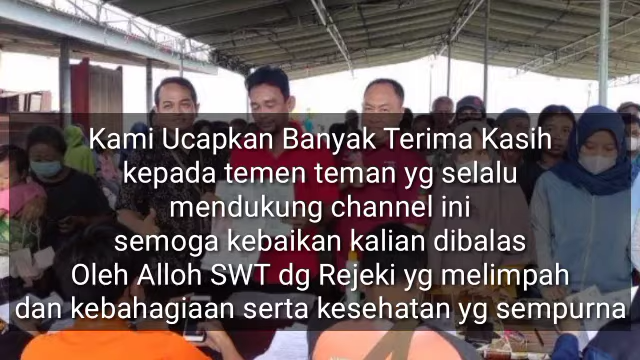 Kami Ucapkan Banyak Terima Kasih
kepada temen teman yg selalu
mendukung channel ini
semoga kebaikan kalian dibalas
Oleh Alloh SWT dg Rejeki yg melimpah
dan kebahagiaan serta kesehatan yg sempurna